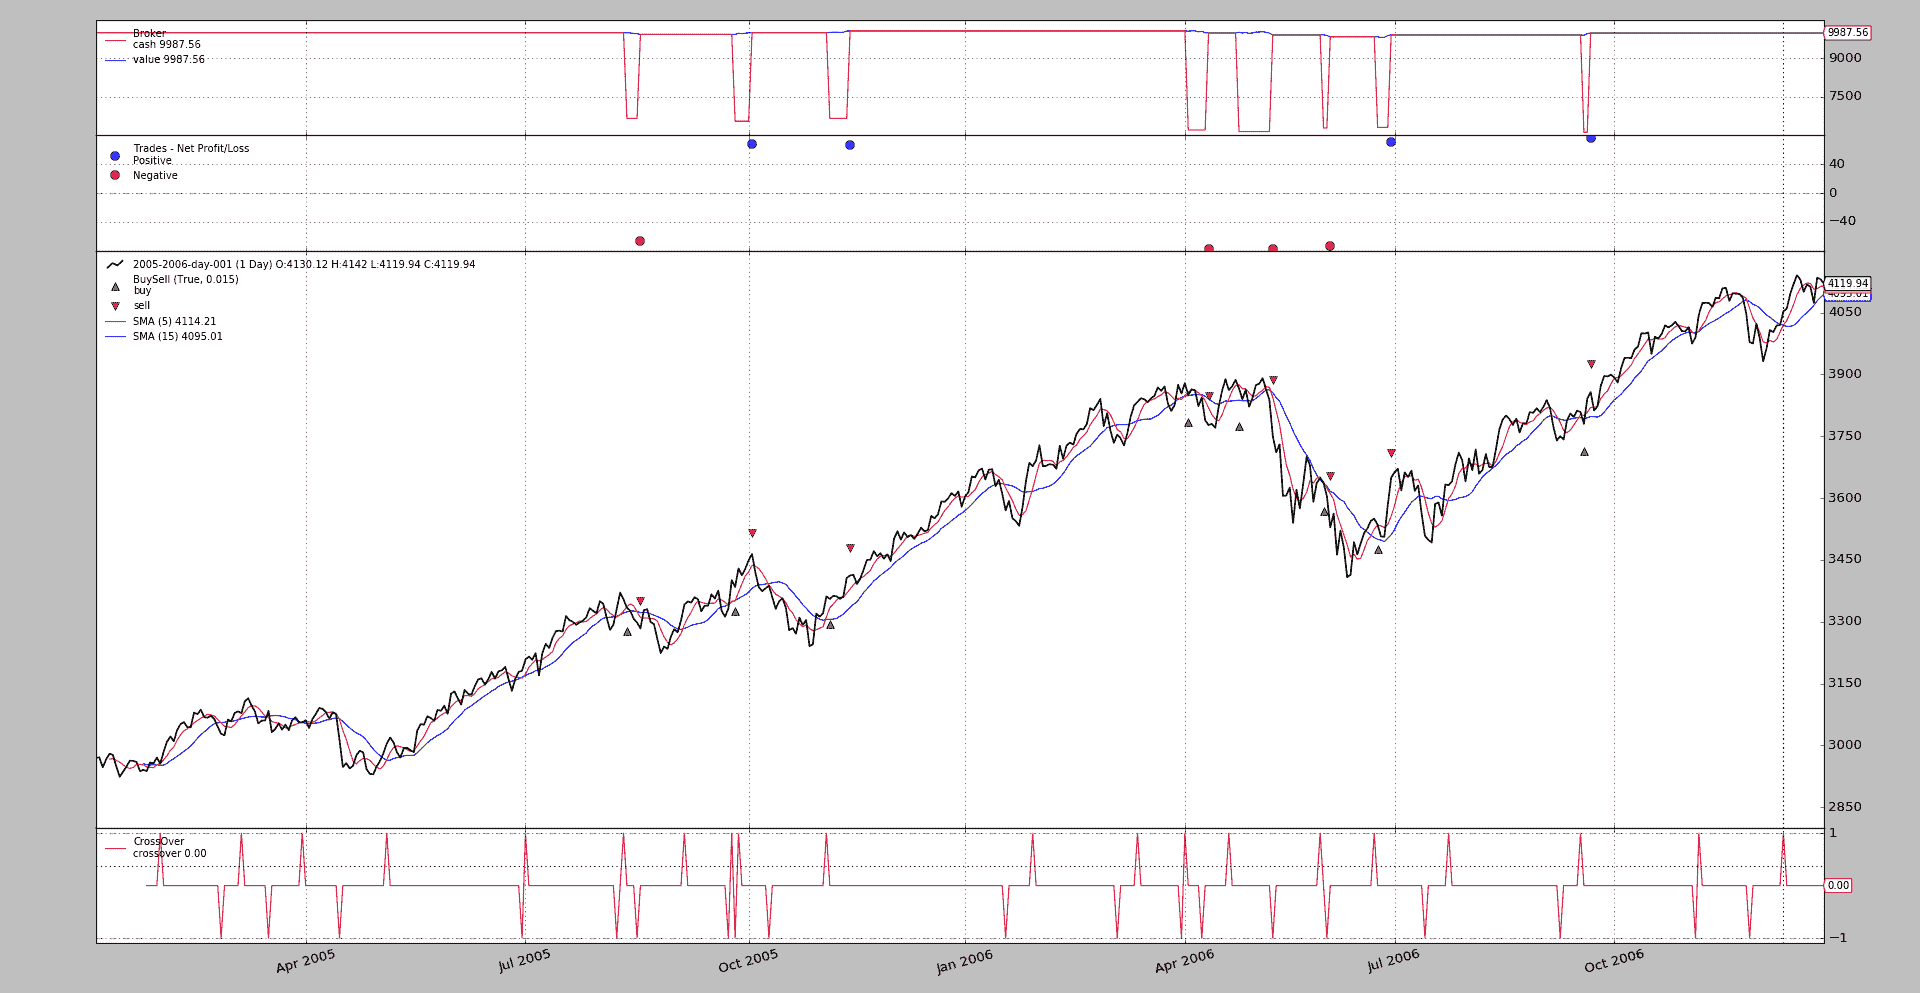 Broker
cash 9987.56
value 9987.56
9987.56
9000
7500
Trades - Net Profit/Loss
Positive
Negative
40
0
−40
2005-2006-day-001 (1 Day) O:4130.12 H:4142 L:4119.94 C:4119.94
BuySell (True, 0.015)
buy
sell
SMA (5) 4114.21
SMA (15) 4095.01
4119.94
4095.01
4050
3900
3750
3600
3450
3300
3150
3000
2850
CrossOver
crossover 0.00
1
0.00
−1
Apr 2005
Jul 2005
Oct 2005
Jan 2006
Apr 2006
Jul 2006
Oct 2006